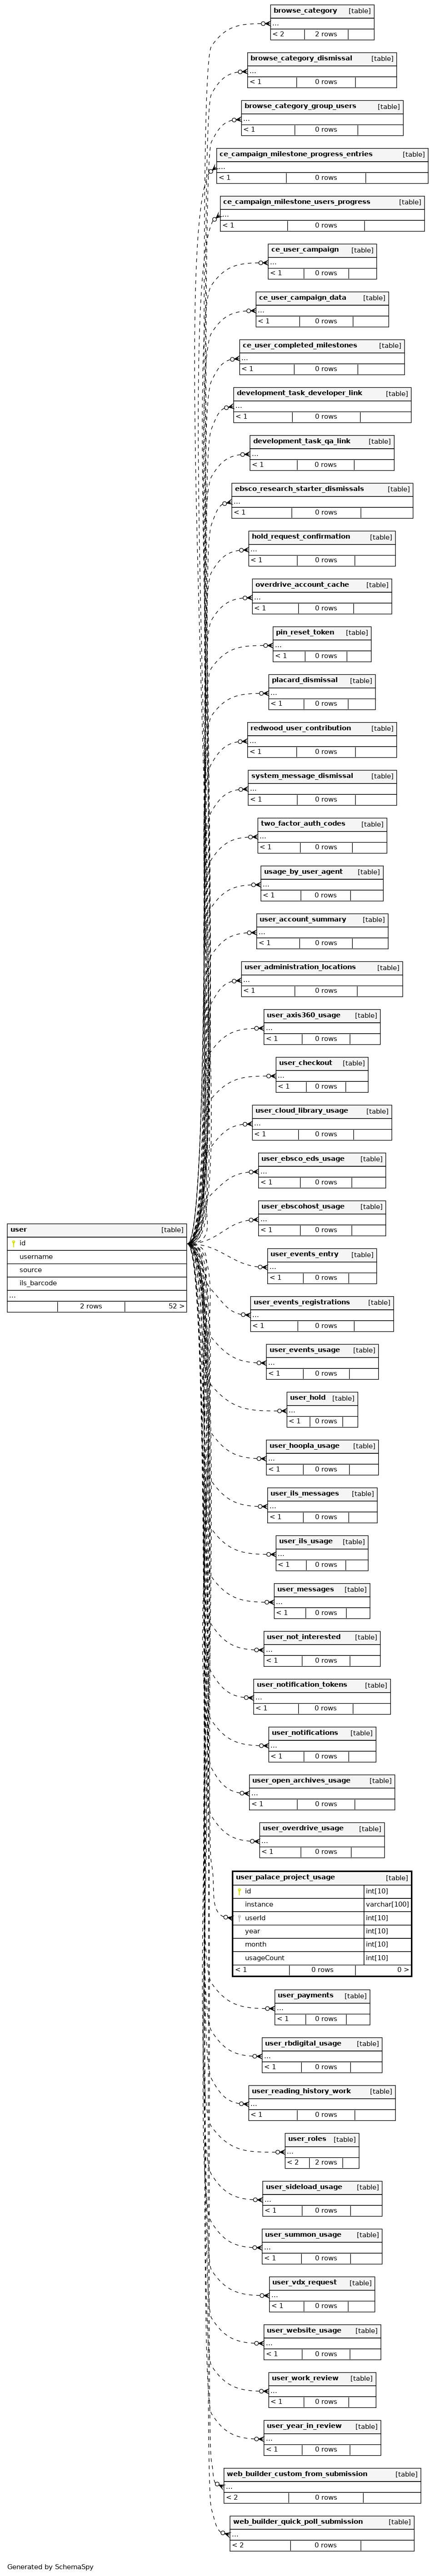 browse_category [table]
...
< 2 2 rows
browse_category_dismissal [table]
...
< 1 0 rows
browse_category_group_users [table]
...
< 1 0 rows
ce_campaign_milestone_progress_entries [table]
...
< 1 0 rows
ce_campaign_milestone_users_progress [table]
...
< 1 0 rows
ce_user_campaign [table]
...
< 1 0 rows
ce_user_campaign_data [table]
...
< 1 0 rows
ce_user_completed_milestones [table]
...
< 1 0 rows
development_task_developer_link [table]
...
< 1 0 rows
development_task_qa_link [table]
...
< 1 0 rows
ebsco_research_starter_dismissals [table]
...
< 1 0 rows
hold_request_confirmation [table]
...
< 1 0 rows
overdrive_account_cache [table]
...
< 1 0 rows
pin_reset_token [table]
...
< 1 0 rows
placard_dismissal [table]
...
< 1 0 rows
redwood_user_contribution [table]
...
< 1 0 rows
system_message_dismissal [table]
...
< 1 0 rows
two_factor_auth_codes [table]
...
< 1 0 rows
usage_by_user_agent [table]
...
< 1 0 rows
user_account_summary [table]
...
< 1 0 rows
user_administration_locations [table]
...
< 1 0 rows
user_axis360_usage [table]
...
< 1 0 rows
user_checkout [table]
...
< 1 0 rows
user_cloud_library_usage [table]
...
< 1 0 rows
user_ebsco_eds_usage [table]
...
< 1 0 rows
user_ebscohost_usage [table]
...
< 1 0 rows
user [table]
id
username
source
ils_barcode
...
2 rows 52 >
user_events_entry [table]
...
< 1 0 rows
user_events_registrations [table]
...
< 1 0 rows
user_events_usage [table]
...
< 1 0 rows
user_hold [table]
...
< 1 0 rows
user_hoopla_usage [table]
...
< 1 0 rows
user_ils_messages [table]
...
< 1 0 rows
user_ils_usage [table]
...
< 1 0 rows
user_messages [table]
...
< 1 0 rows
user_not_interested [table]
...
< 1 0 rows
user_notification_tokens [table]
...
< 1 0 rows
user_notifications [table]
...
< 1 0 rows
user_open_archives_usage [table]
...
< 1 0 rows
user_overdrive_usage [table]
...
< 1 0 rows
user_palace_project_usage [table]
id int[10]
instance varchar[100]
userId int[10]
year int[10]
month int[10]
usageCount int[10]
< 1 0 rows 0 >
user_payments [table]
...
< 1 0 rows
user_rbdigital_usage [table]
...
< 1 0 rows
user_reading_history_work [table]
...
< 1 0 rows
user_roles [table]
...
< 2 2 rows
user_sideload_usage [table]
...
< 1 0 rows
user_summon_usage [table]
...
< 1 0 rows
user_vdx_request [table]
...
< 1 0 rows
user_website_usage [table]
...
< 1 0 rows
user_work_review [table]
...
< 1 0 rows
user_year_in_review [table]
...
< 1 0 rows
web_builder_custom_from_submission [table]
...
< 2 0 rows
web_builder_quick_poll_submission [table]
...
< 2 0 rows
Generated by SchemaSpy